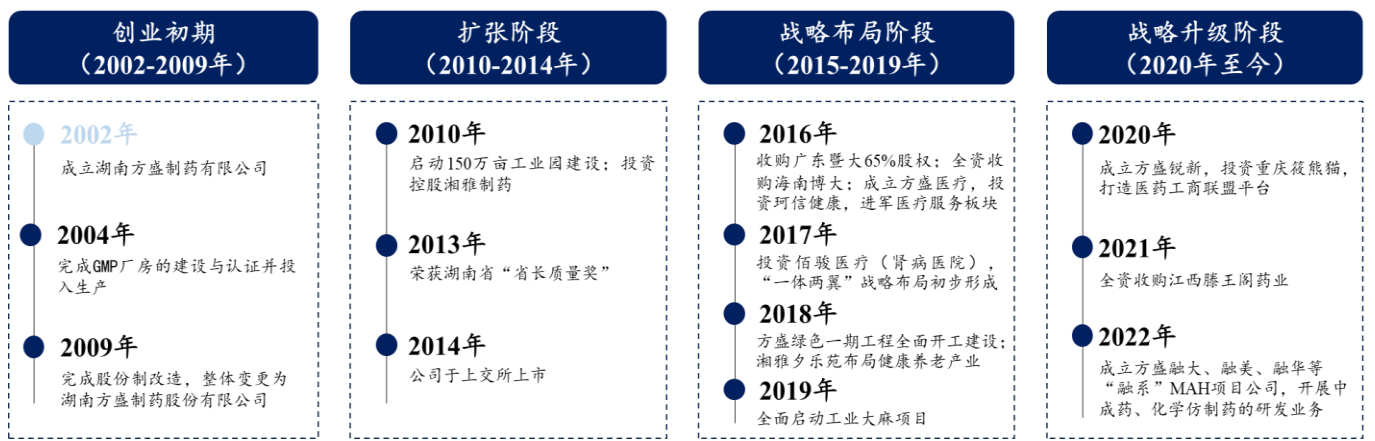 创业初期
（2002-2009年）
2002年
成立湖南方盛制药有限公司
2004年
完成GMP厂房的建设与认证并投
入生产
2009年
完成股份制改造，整体变更为
湖南方盛制药股份有限公司
扩张阶段
（2010-2014年）
2010年
启动150万亩工业园建设；投资
控股湘雅制药
2013年
荣获湖南省“省长质量奖”
2014年
公司于上交所上市
战略布局阶段
（2015-2019年）
2016年
收购广东暨大65%股权；全资收
购海南博大；成立方盛医疗，投
资珂信健康，进军医疗服务板块
2017年
投资佰骏医疗（肾病医院），
“一体两翼”战略布局初步形成
2018年
方盛绿色一期工程全面开工建设；
湘雅夕乐苑布局健康养老产业
2019年
全面启动工业大麻项目
战略升级阶段
（2020年至今）
2020年
成立方盛锐新，投资重庆筱熊猫，
打造医药工商联盟平台
2021年
全资收购江西滕王阁药业
2022年
成立方盛融大、融美、融华等
“融系”MAH项目公司，开展中
成药、化学仿制药的研发业务